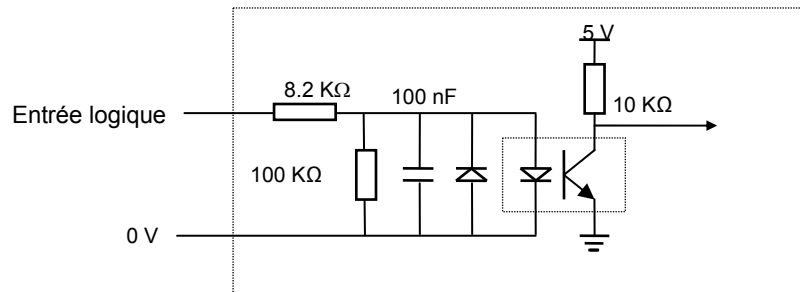 5 V
8.2 KΩ
100 nF
10 KΩ
Entrée logique
100 KΩ
0 V